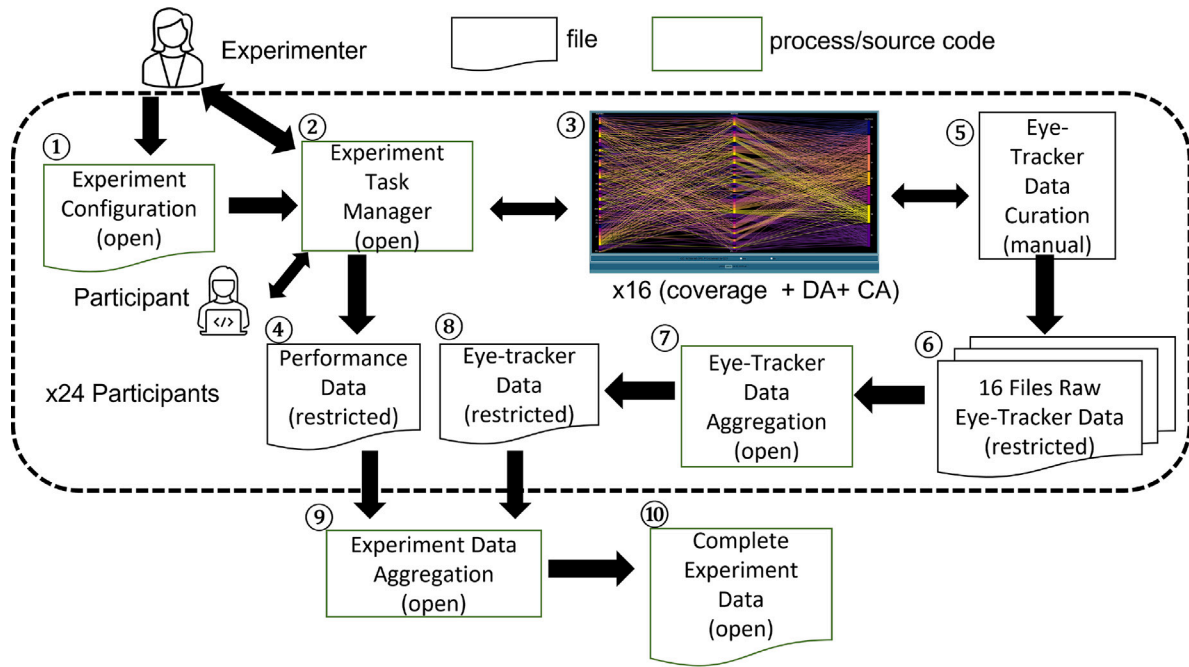 Experimenter
file
process/source code
①
Experiment
Configuration
(open)
②
Experiment
Task
Manager
(open)
③
x16 (coverage + DA+ CA)
⑤
Eye-
Tracker
Data
Curation
(manual)
Participant
</>
x24 Participants
④
Performance
Data
(restricted)
⑧
Eye-tracker
Data
(restricted)
⑦
Eye-Tracker
Data
Aggregation
(open)
⑥
16 Files Raw
Eye-Tracker Data
(restricted)
⑨
Experiment Data
Aggregation
(open)
⑩
Complete
Experiment
Data
(open)